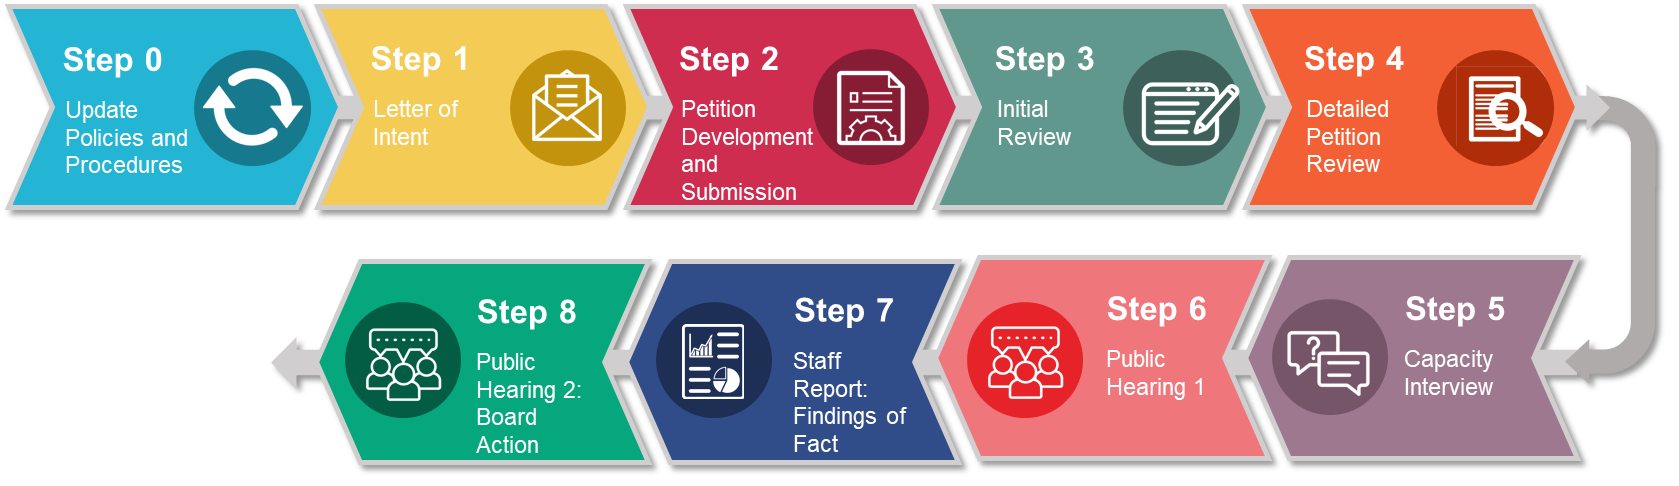 Step 0
Update
Policies and
Procedures
Step 1
Letter of
Intent
Step 2
Petition
Development
and
Submission
Step 3
Initial
Review
Step 4
Detailed
Petition
Review
Step 5
Capacity
Interview
?
Step 6
Public
Hearing 1
Step 7
Staff
Report:
Findings of
Fact
Step 8
Public
Hearing 2:
Board
Action